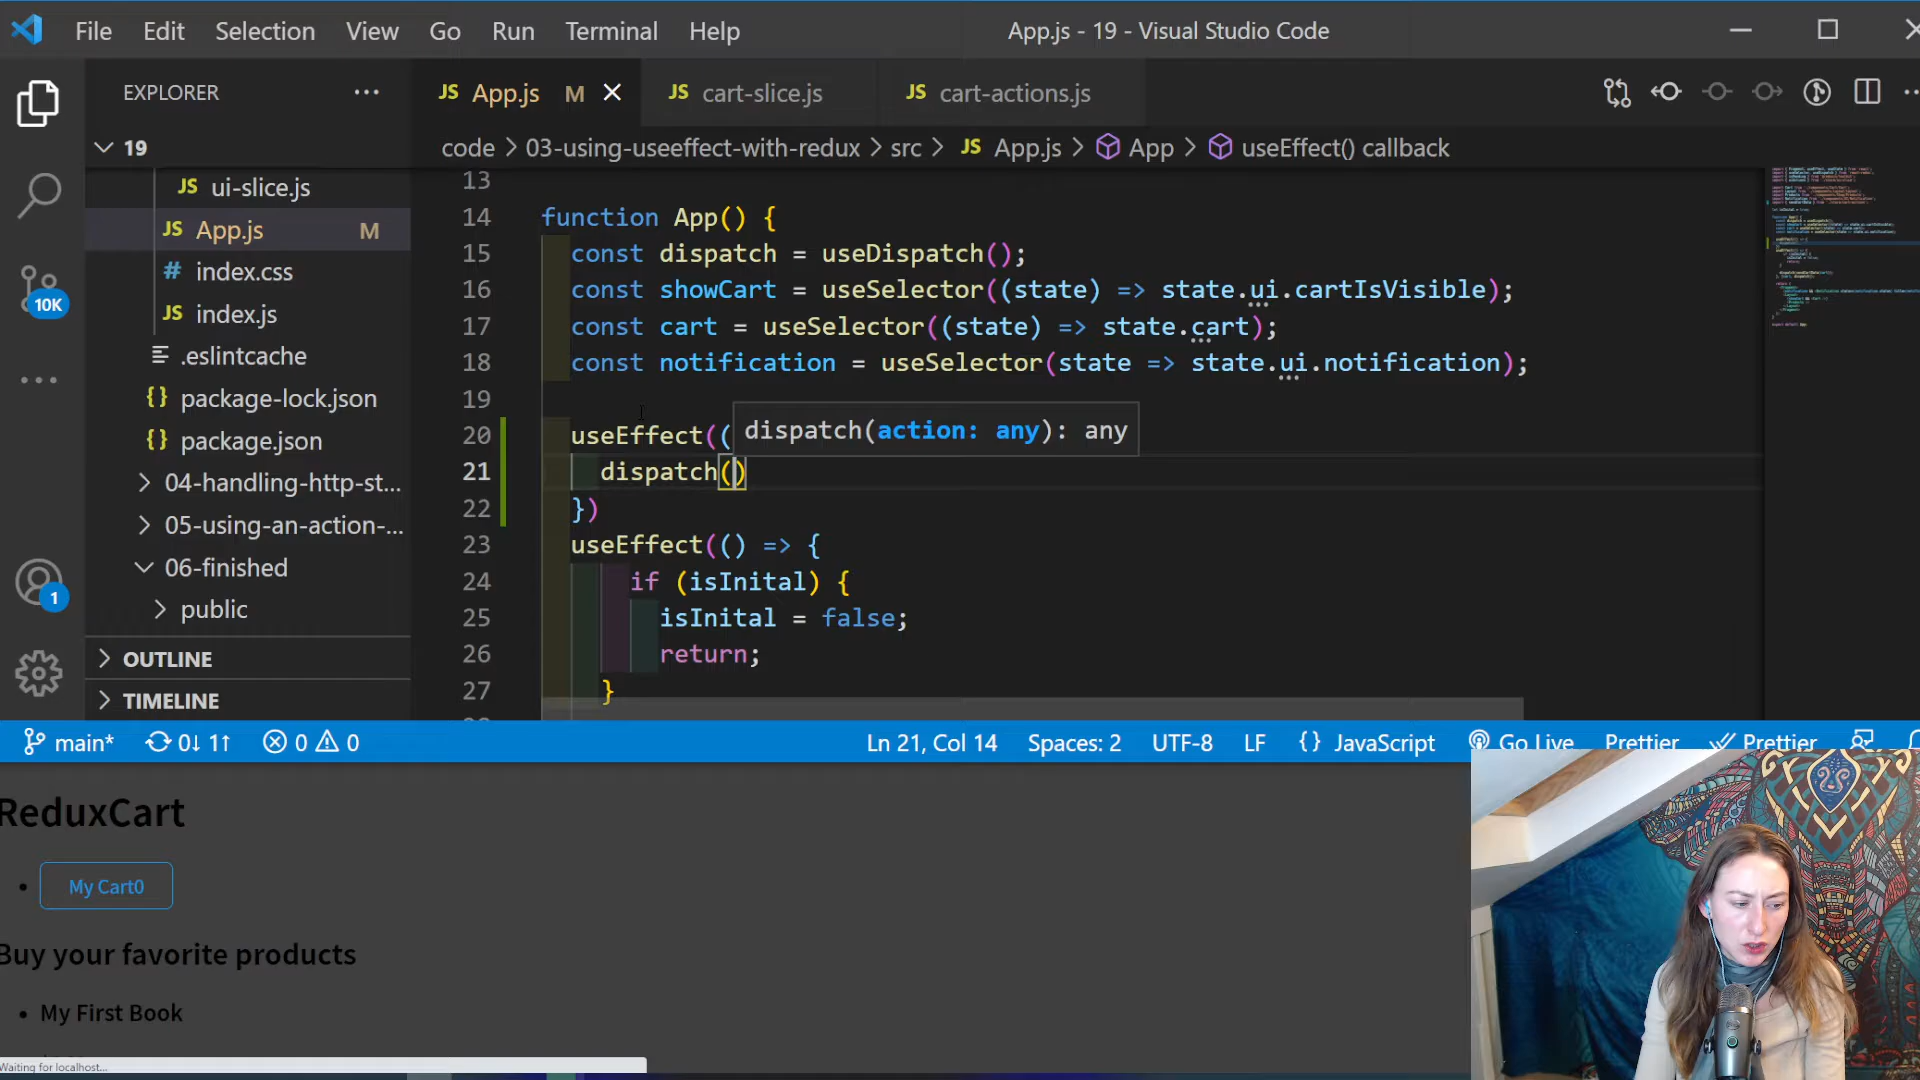 File Edit Selection View Go Run Terminal Help App.js - 19 - Visual Studio Code
EXPLORER
JS App.js M
JS cart-slice.js
JS cart-actions.js
19
code > 03-using-useeffect-with-redux > src > JS App.js > App > useEffect() callback
JS ui-slice.js
JS App.js M
# index.css
JS index.js
.eslintcache
{} package-lock.json
{} package.json
04-handling-http-st...
05-using-an-action-...
06-finished
public
OUTLINE
TIMELINE
10K
1
13
14 function App() {
15 const dispatch = useDispatch();
16 const showCart = useSelector((state) => state.ui.cartIsVisible);
17 const cart = useSelector((state) => state.cart);
18 const notification = useSelector(state => state.ui.notification);
19
20 useEffect((
dispatch(action: any): any
21 dispatch()
22 })
23 useEffect(() => {
24 if (isInital) {
25 isInital = false;
26 return;
27 }
main* 0↓ 1↑ 0 0 Ln 21, Col 14 Spaces: 2 UTF-8 LF {} JavaScript Go Live Prettier Prettier
ReduxCart
My Cart0
Buy your favorite products
My First Book
Waiting for localhost...